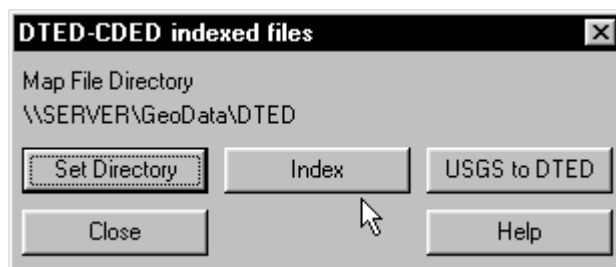 DTED-CDED indexed files
Map File Directory
\\SERVER\GeoData\DTED
Set Directory Index USGS to DTED
Close Help